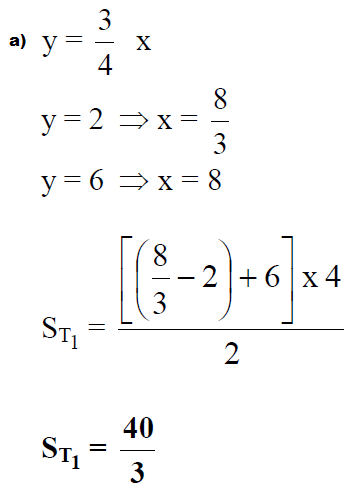 a) y = 3/4 x
y = 2 ⇒ x = 8/3
y = 6 ⇒ x = 8
S_T₁ = [(8/3 − 2) + 6] x 4 / 2
S_T₁ = 40/3